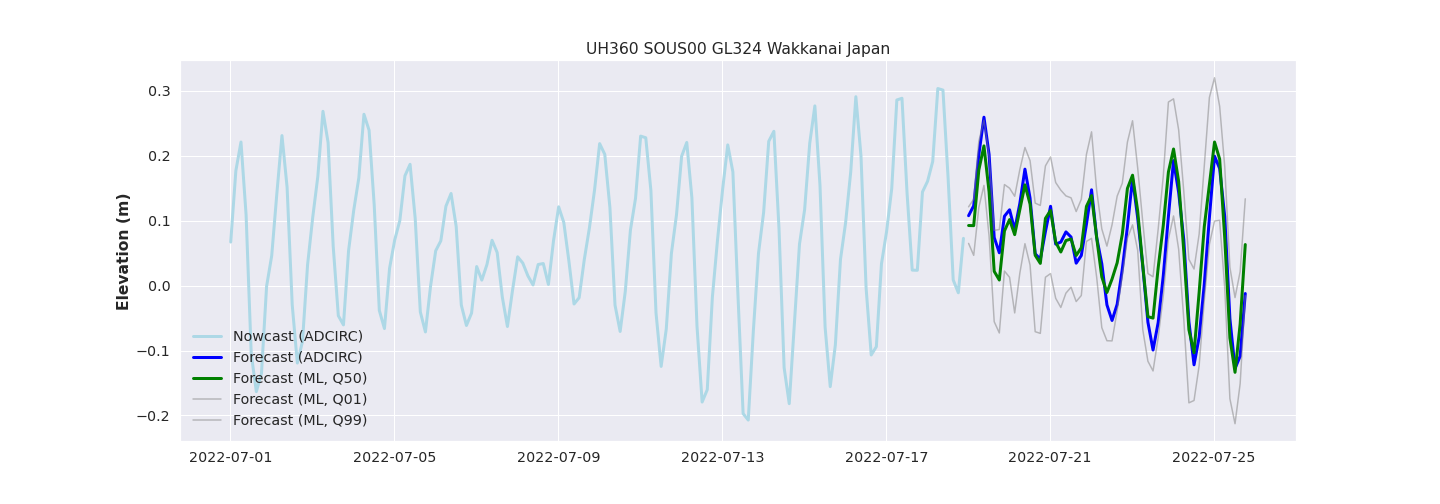 UH360 SOUS00 GL324 Wakkanai Japan
Elevation (m)
0.3
0.2
0.1
0.0
−0.1
−0.2
Nowcast (ADCIRC)
Forecast (ADCIRC)
Forecast (ML, Q50)
Forecast (ML, Q01)
Forecast (ML, Q99)
2022-07-01 2022-07-05 2022-07-09 2022-07-13 2022-07-17 2022-07-21 2022-07-25